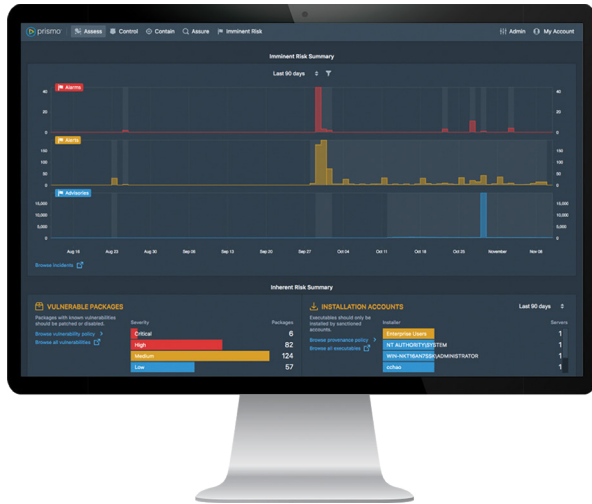 prismo Assess Control Contain Assure Imminent Risk Admin My Account
Imminent Risk Summary
Last 90 days
Alarms
40
40
20
20
0
0
Alerts
150
150
100
100
50
50
0
0
Advisories
15,000
15,000
10,000
10,000
5,000
5,000
0
0
Aug 16 Aug 23 Aug 30 Sep 06 Sep 13 Sep 20 Sep 27 Oct 04 Oct 11 Oct 18 Oct 25 November Nov 08
Browse incidents
Inherent Risk Summary
VULNERABLE PACKAGES
Packages with known vulnerabilities
should be patched or disabled.
Browse vulnerability policy >
Browse all vulnerabilities
Severity Packages
Critical 6
High 82
Medium 124
Low 57
INSTALLATION ACCOUNTS Last 90 days
Executables should only be
installed by sanctioned
accounts.
Browse provenance policy >
Browse all executables
Installer Servers
Enterprise Users 1
NT AUTHORITY\SYSTEM 1
ADMINISTRATOR 1
cchao 1